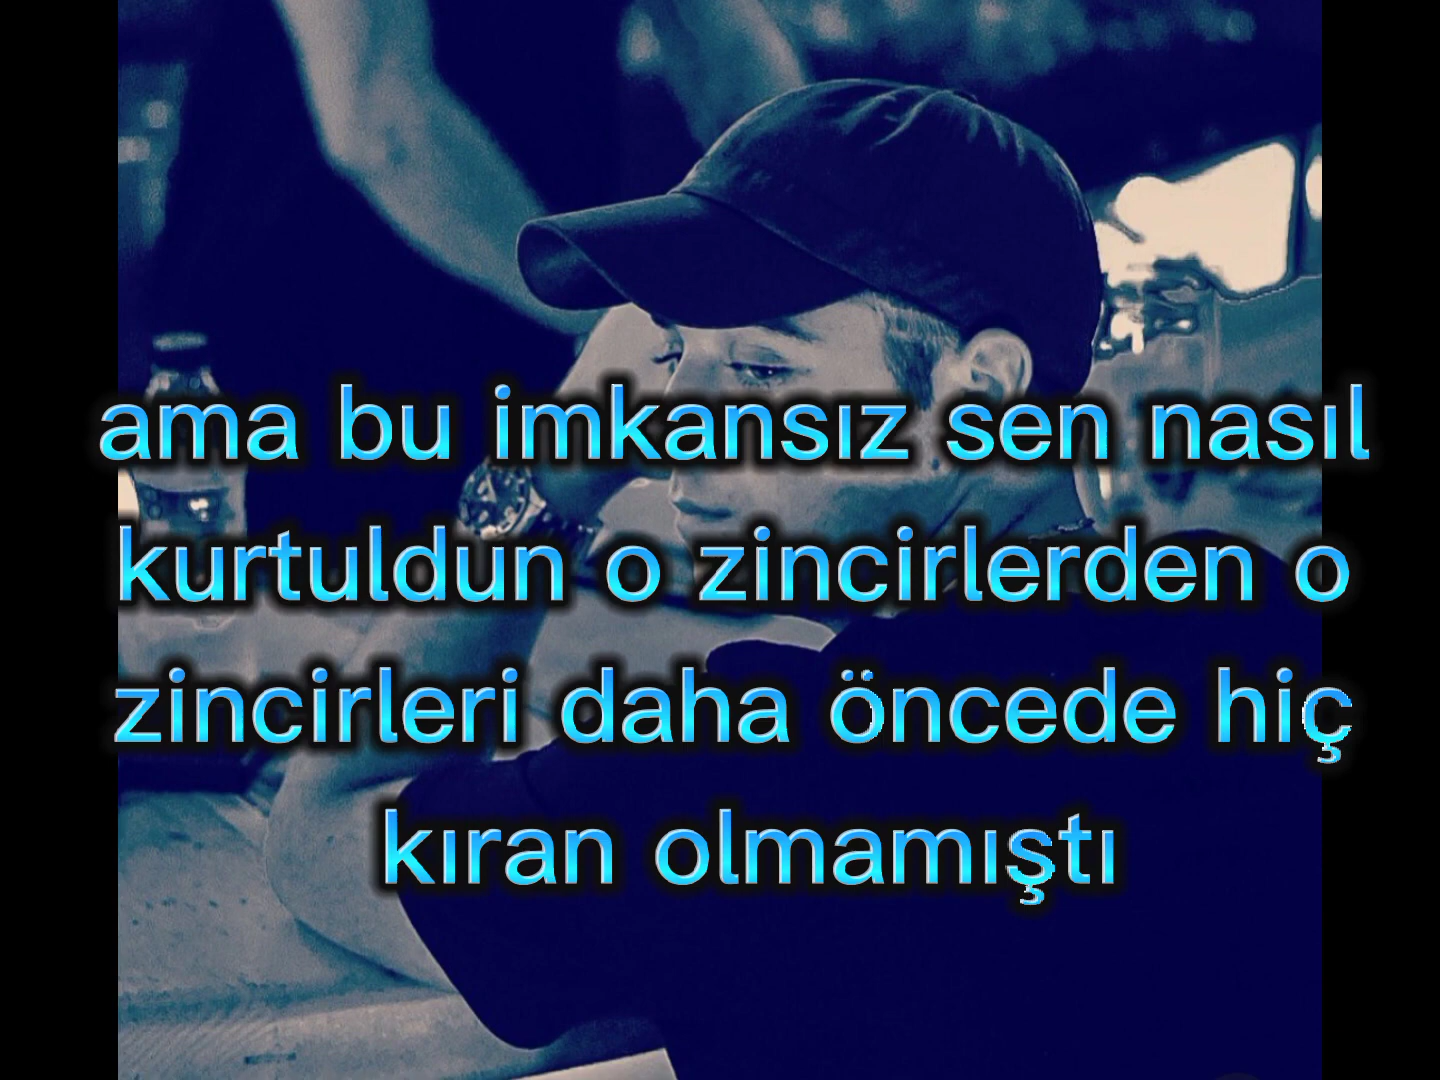 ama bu imkansız sen nasıl
kurtuldun o zincirlerden o
zincirleri daha öncede hiç
kıran olmamıştı